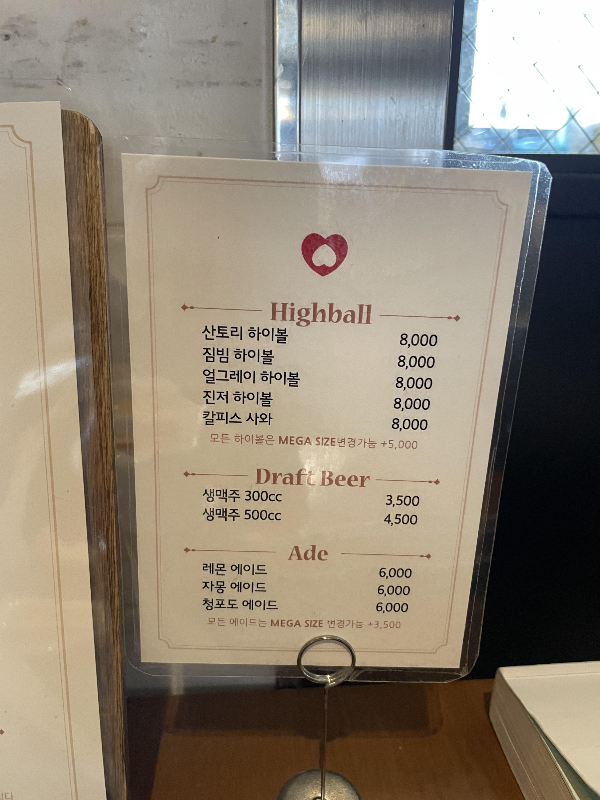 Highball
산토리 하이볼 8,000
짐빔 하이볼 8,000
얼그레이 하이볼 8,000
진저 하이볼 8,000
칼피스 사와 8,000
모든 하이볼은 MEGA SIZE변경가능 +5,000
Draft Beer
생맥주 300cc 3,500
생맥주 500cc 4,500
Ade
레몬 에이드 6,000
자몽 에이드 6,000
청포도 에이드 6,000
모든 에이드는 MEGA SIZE 변경가능 +3,500